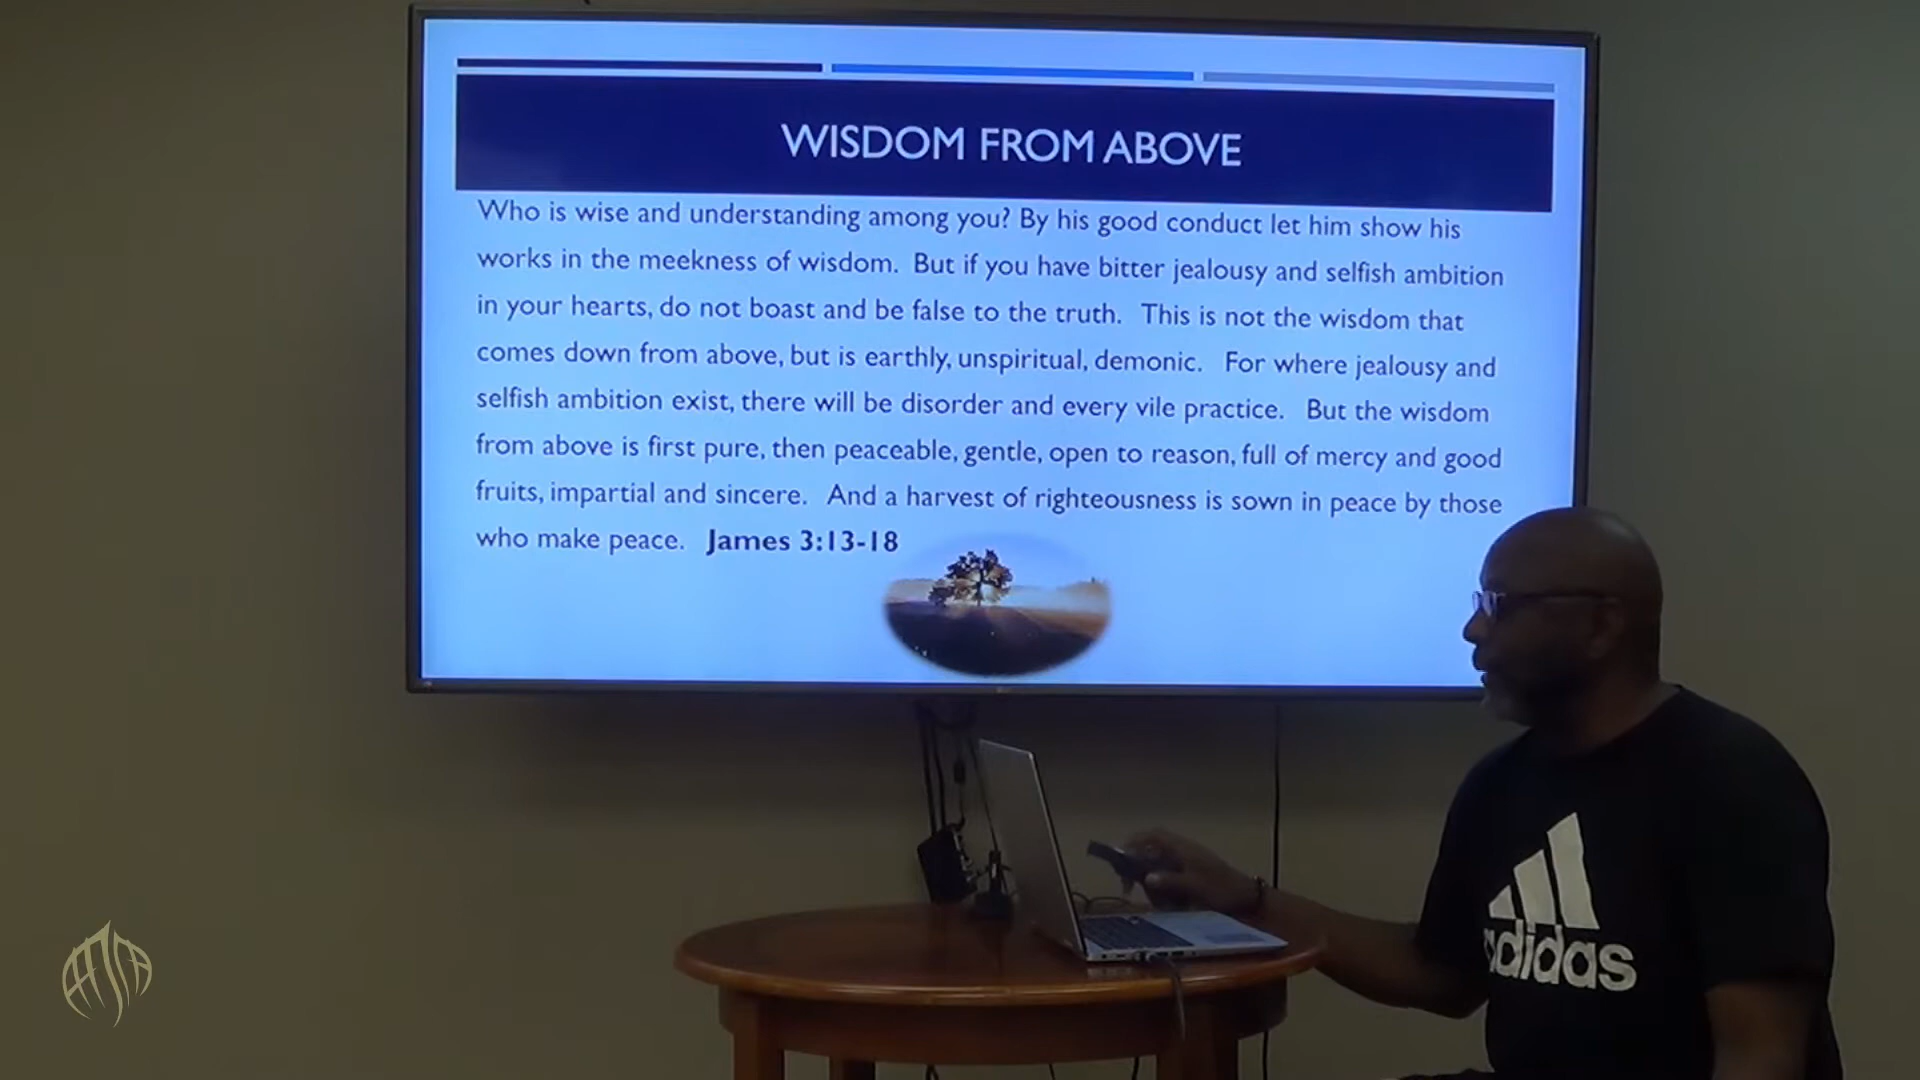 WISDOM FROM ABOVE
Who is wise and understanding among you? By his good conduct let him show his
works in the meekness of wisdom. But if you have bitter jealousy and selfish ambition
in your hearts, do not boast and be false to the truth. This is not the wisdom that
comes down from above, but is earthly, unspiritual, demonic. For where jealousy and
selfish ambition exist, there will be disorder and every vile practice. But the wisdom
from above is first pure, then peaceable, gentle, open to reason, full of mercy and good
fruits, impartial and sincere. And a harvest of righteousness is sown in peace by those
who make peace. James 3:13-18
adidas